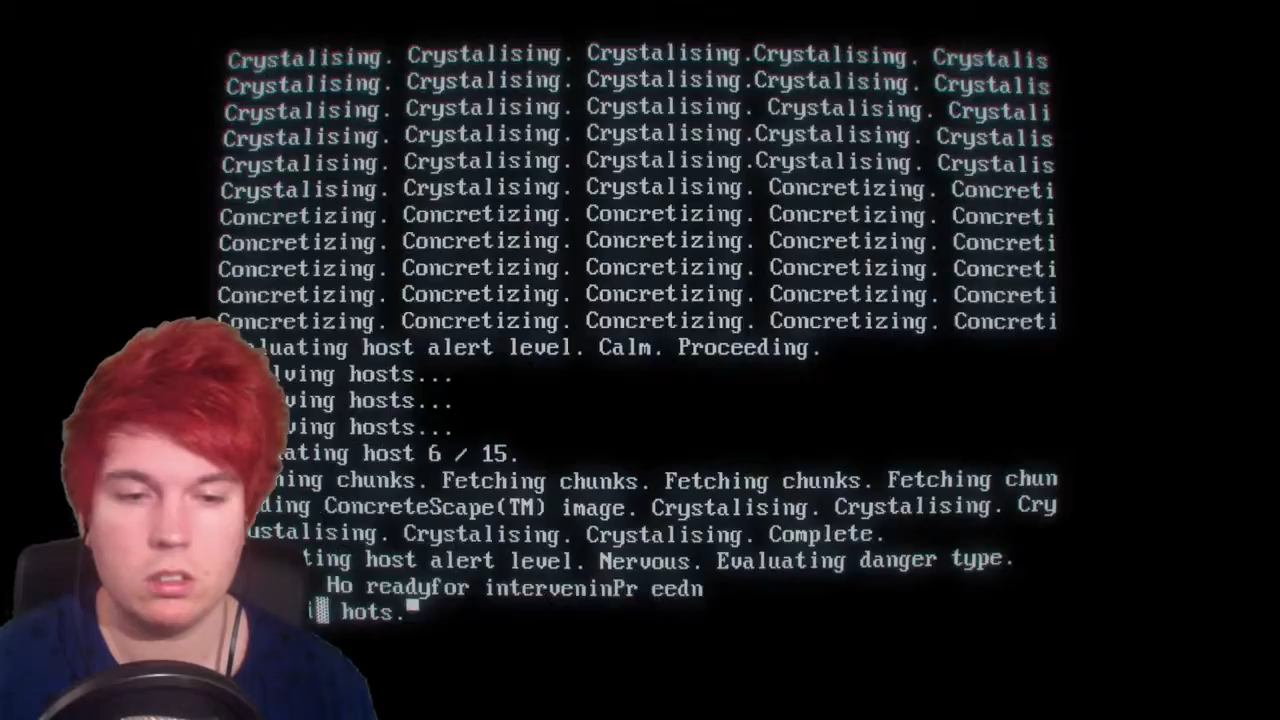 Crystalising. Crystalising. Crystalising.Crystalising. Crystalis
Crystalising. Crystalising. Crystalising.Crystalising. Crystalis
Crystalising. Crystalising. Crystalising. Crystalising. Crystali
Crystalising. Crystalising. Crystalising.Crystalising. Crystalis
Crystalising. Crystalising. Crystalising.Crystalising. Crystalis
Crystalising. Crystalising. Crystalising. Concretizing. Concreti
Concretizing. Concretizing. Concretizing. Concretizing. Concreti
Concretizing. Concretizing. Concretizing. Concretizing. Concreti
Concretizing. Concretizing. Concretizing. Concretizing. Concreti
Concretizing. Concretizing. Concretizing. Concretizing. Concreti
Concretizing. Concretizing. Concretizing. Concretizing. Concreti
luating host alert level. Calm. Proceeding.
lving hosts...
ving hosts...
ving hosts...
ating host 6 / 15.
hing chunks. Fetching chunks. Fetching chunks. Fetching chun
ding ConcreteScape(TM) image. Crystalising. Crystalising. Cry
ustalising. Crystalising. Crystalising. Complete.
ting host alert level. Nervous. Evaluating danger type.
Ho readyfor interveninPr eedn
hots.